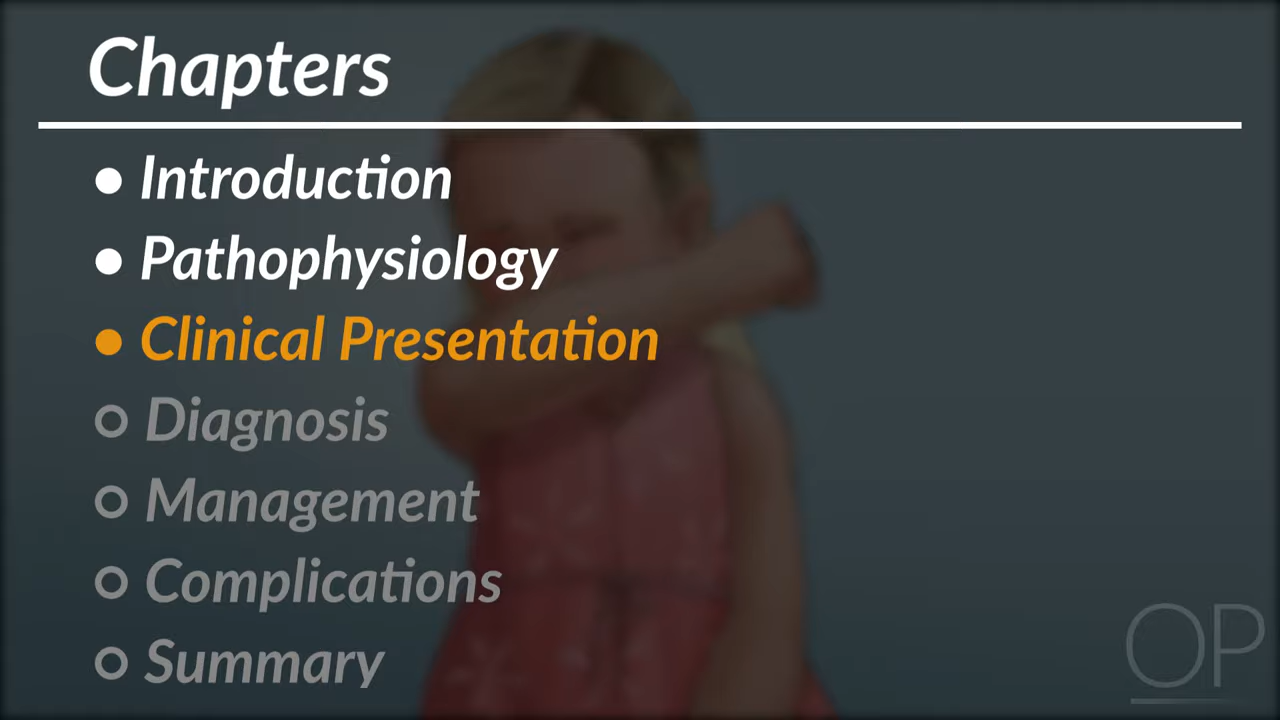 Chapters
Introduction
Pathophysiology
Clinical Presentation
Diagnosis
Management
Complications
Summary
OP